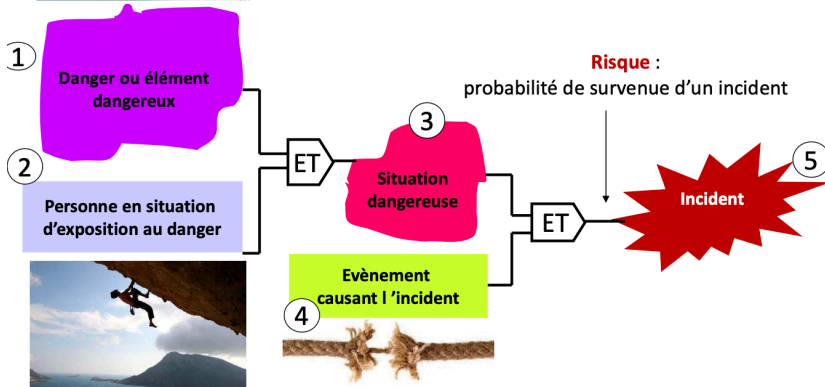 1
Danger ou élément
dangereux
2
Personne en situation
d'exposition au danger
ET
3
Situation
dangereuse
Evènement
causant l 'incident
4
ET
Risque :
probabilité de survenue d'un incident
5
Incident